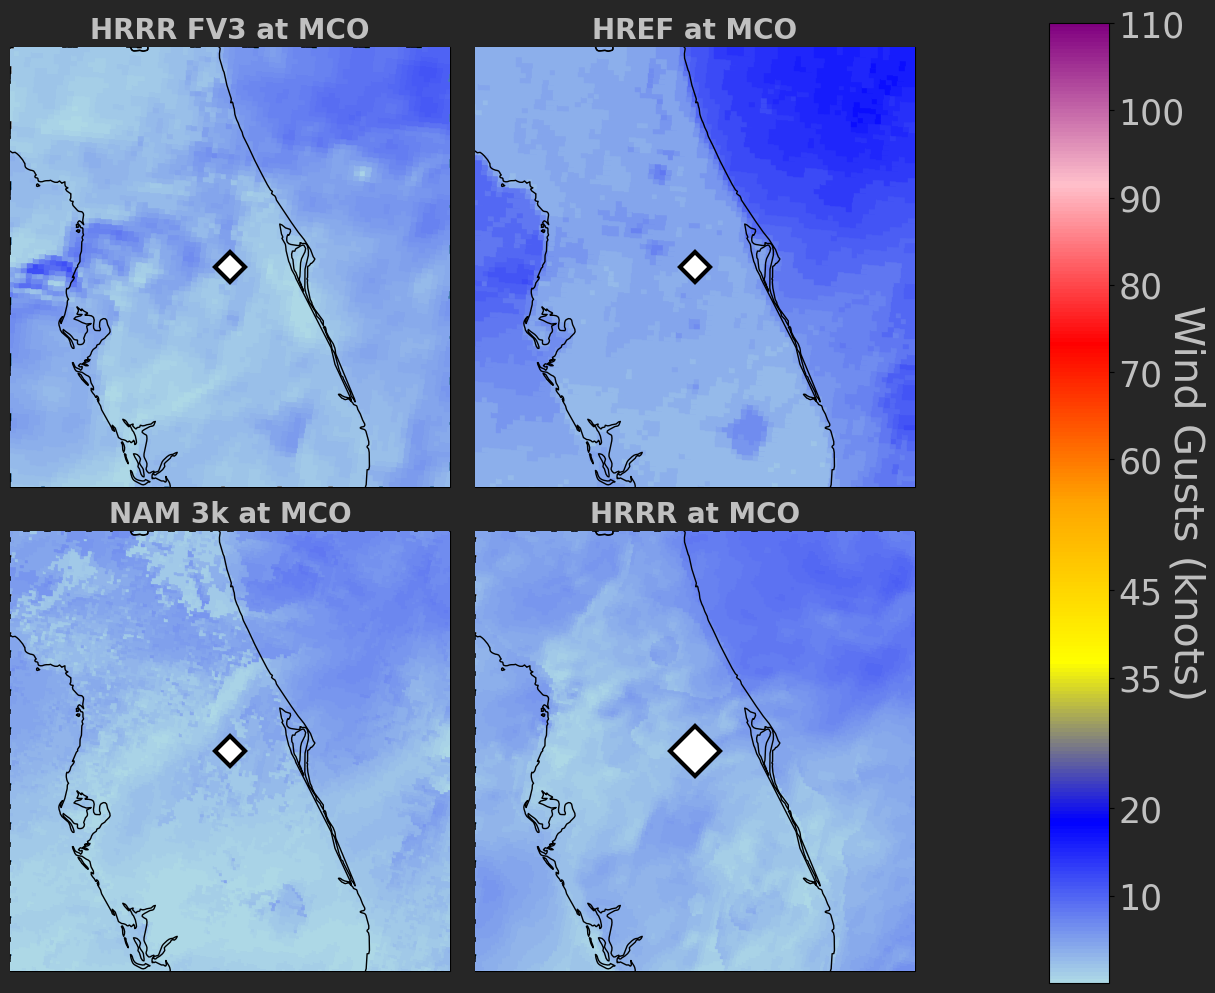 HRRR FV3 at MCO
HREF at MCO
NAM 3k at MCO
HRRR at MCO
110
100
90
80
70
60
45
35
20
10
Wind Gusts (knots)